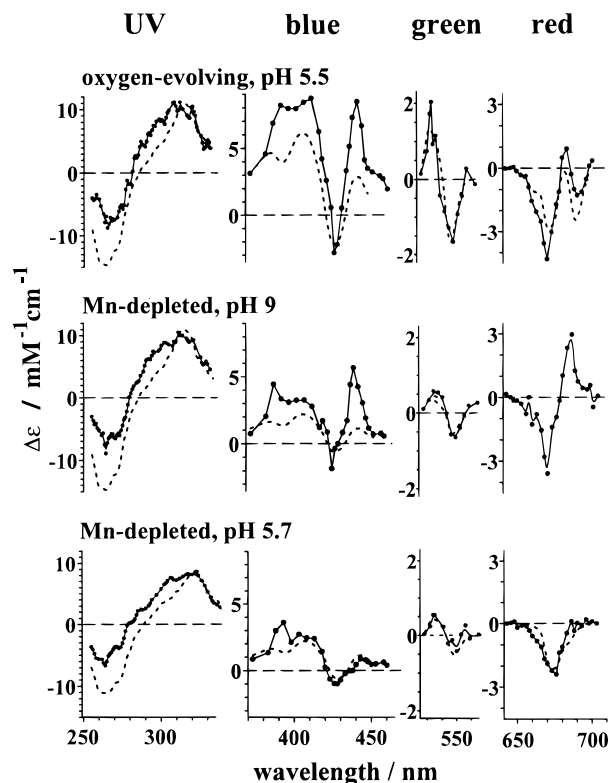 UV blue green red
oxygen-evolving, pH 5.5
10 0 -10
5 0
2 0 -2
3 0 -3
Mn-depleted, pH 9
10 0 -10
5 0
2 0 -2
3 0 -3
Δε / mM⁻¹cm⁻¹
Mn-depleted, pH 5.7
10 0 -10
5 0
2 0 -2
2 0 -2
250 300
400 450
550
650 700
wavelength / nm